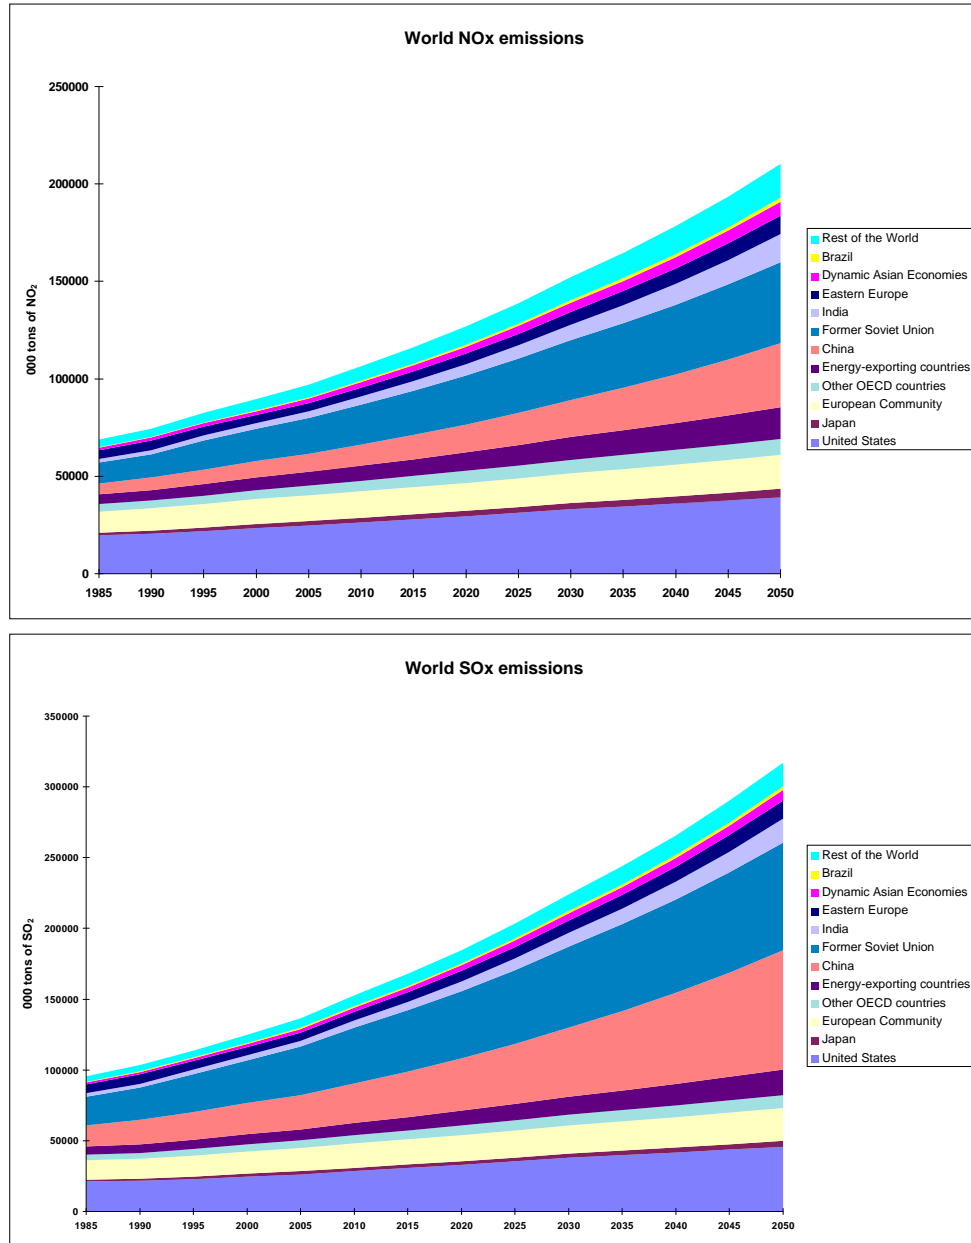 World NOx emissions
250000
200000
150000
100000
50000
0
000 tons of NO₂
1985 1990 1995 2000 2005 2010 2015 2020 2025 2030 2035 2040 2045 2050
Rest of the World
Brazil
Dynamic Asian Economies
Eastern Europe
India
Former Soviet Union
China
Energy-exporting countries
Other OECD countries
European Community
Japan
United States
World SOx emissions
350000
300000
250000
200000
150000
100000
50000
0
000 tons of SO₂
1985 1990 1995 2000 2005 2010 2015 2020 2025 2030 2035 2040 2045 2050
Rest of the World
Brazil
Dynamic Asian Economies
Eastern Europe
India
Former Soviet Union
China
Energy-exporting countries
Other OECD countries
European Community
Japan
United States